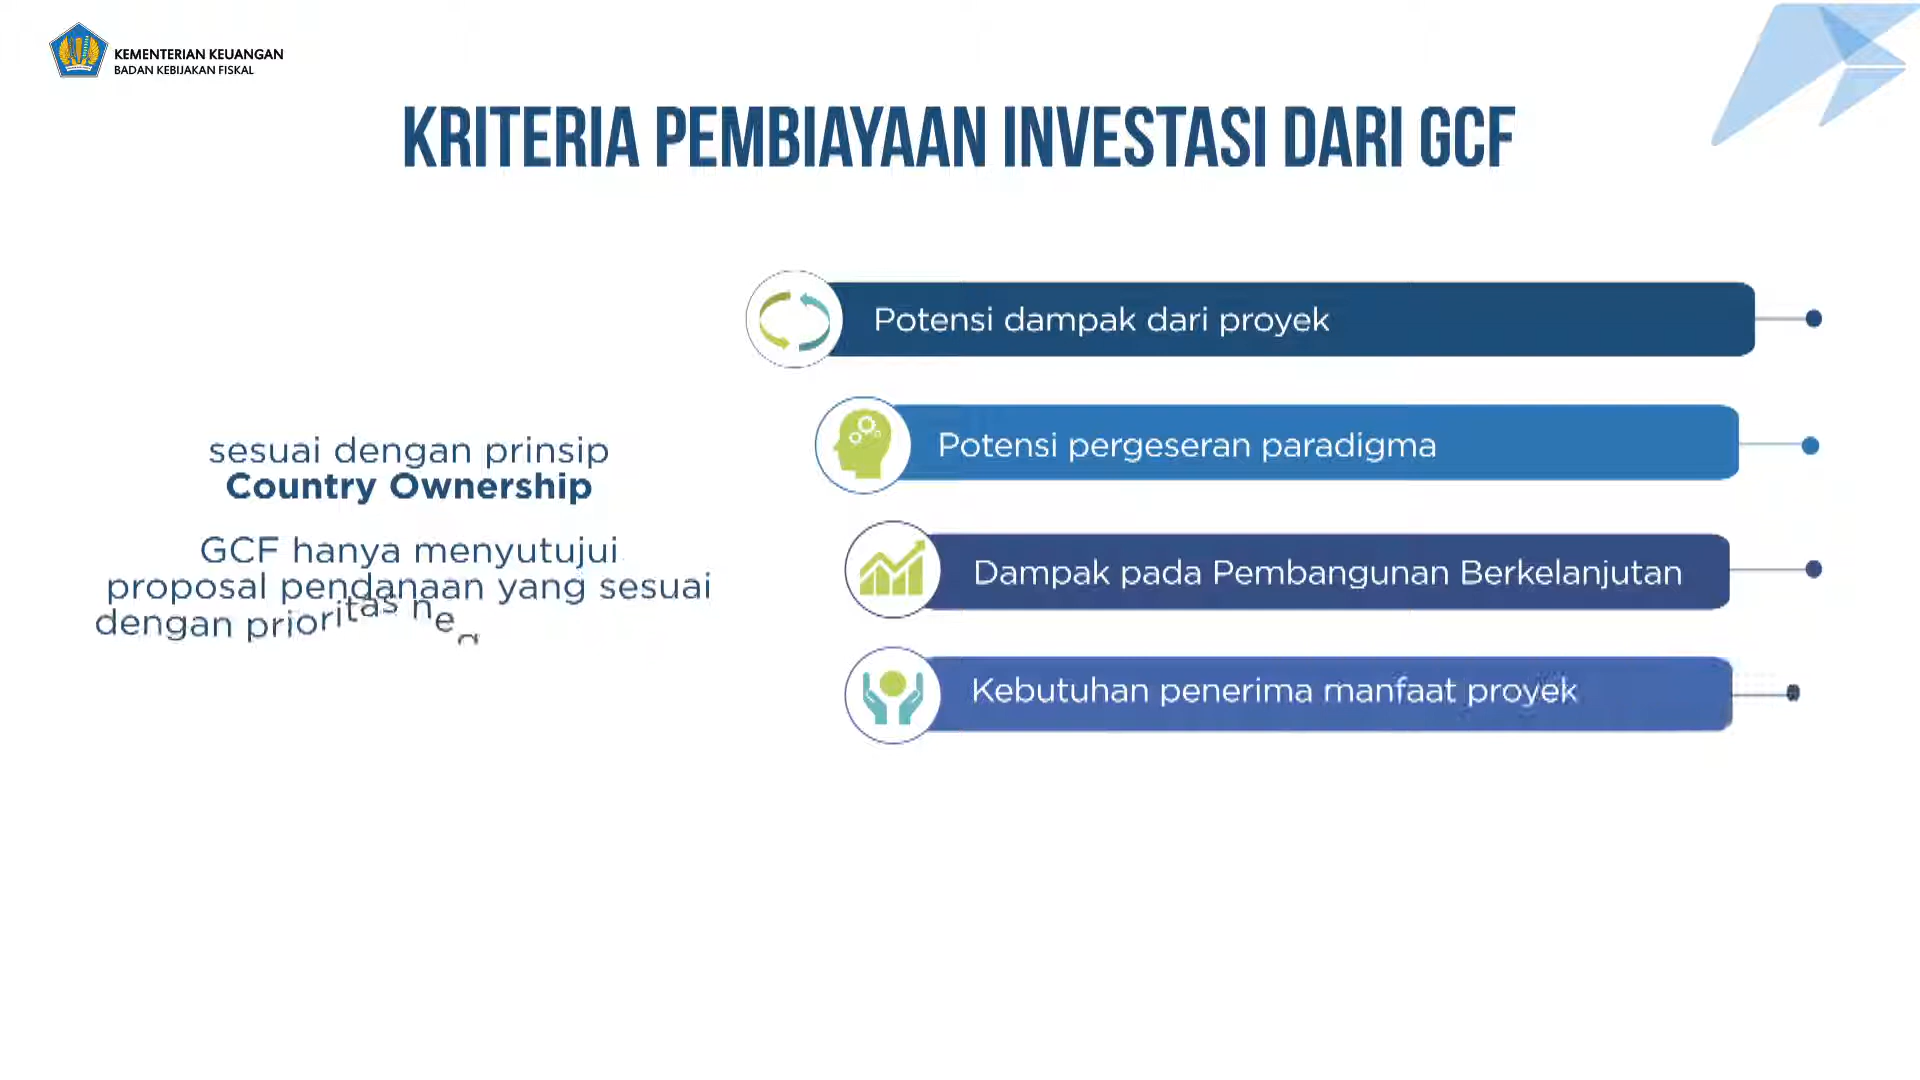 KEMENTERIAN KEUANGAN
BADAN KEBIJAKAN FISKAL
KRITERIA PEMBIAYAAN INVESTASI DARI GCF
Potensi dampak dari proyek
Potensi pergeseran paradigma
Dampak pada Pembangunan Berkelanjutan
Kebutuhan penerima manfaat proyek
sesuai dengan prinsip
Country Ownership
GCF hanya menyutujui
proposal pendanaan yang sesuai
dengan prioritas